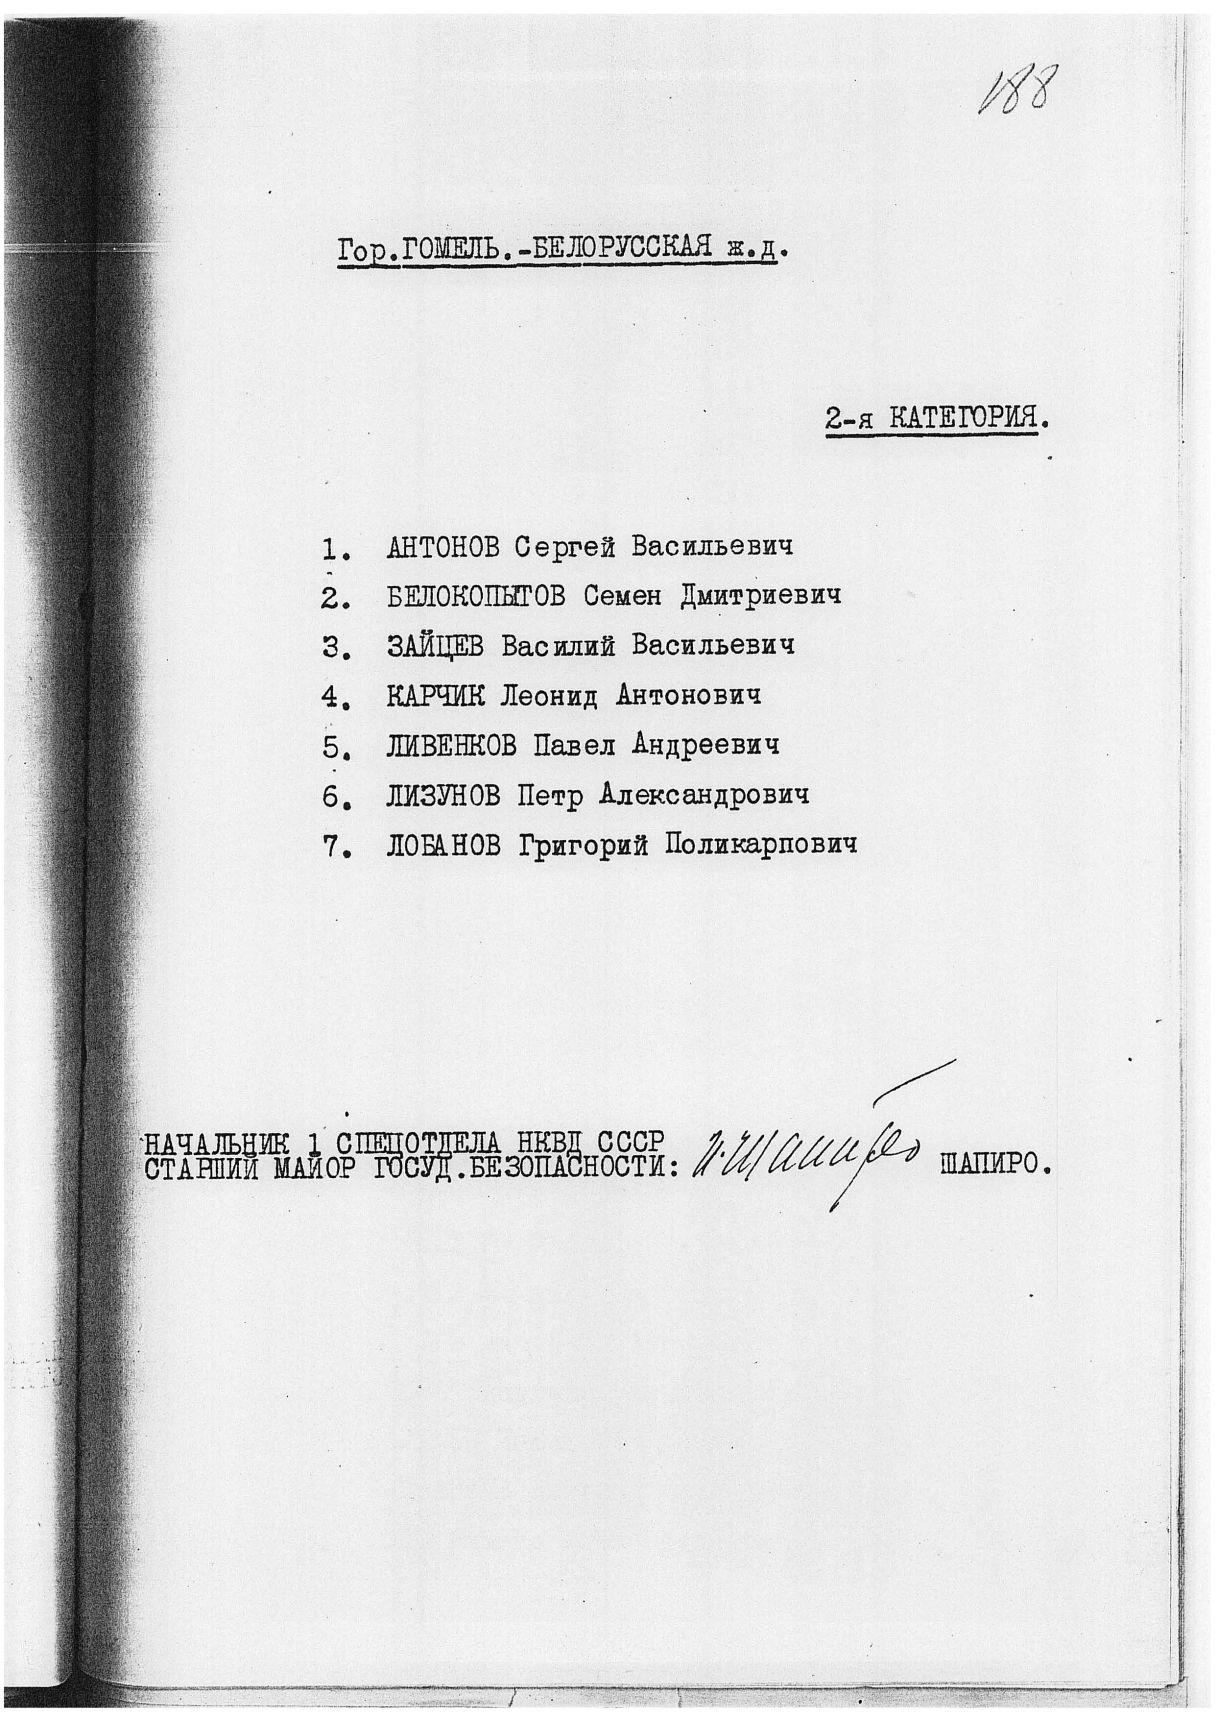 188
Гор.ГОМЕЛЬ.-БЕЛОРУССКАЯ ж.д.
2-я КАТЕГОРИЯ.
1. АНТОНОВ Сергей Васильевич
2. БЕЛОКОПЫТОВ Семен Дмитриевич
3. ЗАЙЦЕВ Василий Васильевич
4. КАРЧИК Леонид Антонович
5. ЛИВЕНКОВ Павел Андреевич
6. ЛИЗУНОВ Петр Александрович
7. ЛОБАНОВ Григорий Поликарпович
НАЧАЛЬНИК 1 СПЕЦОТДЕЛА НКВД СССР
СТАРШИЙ МАЙОР ГОСУД.БЕЗОПАСНОСТИ: И.Шапиро ШАПИРО.